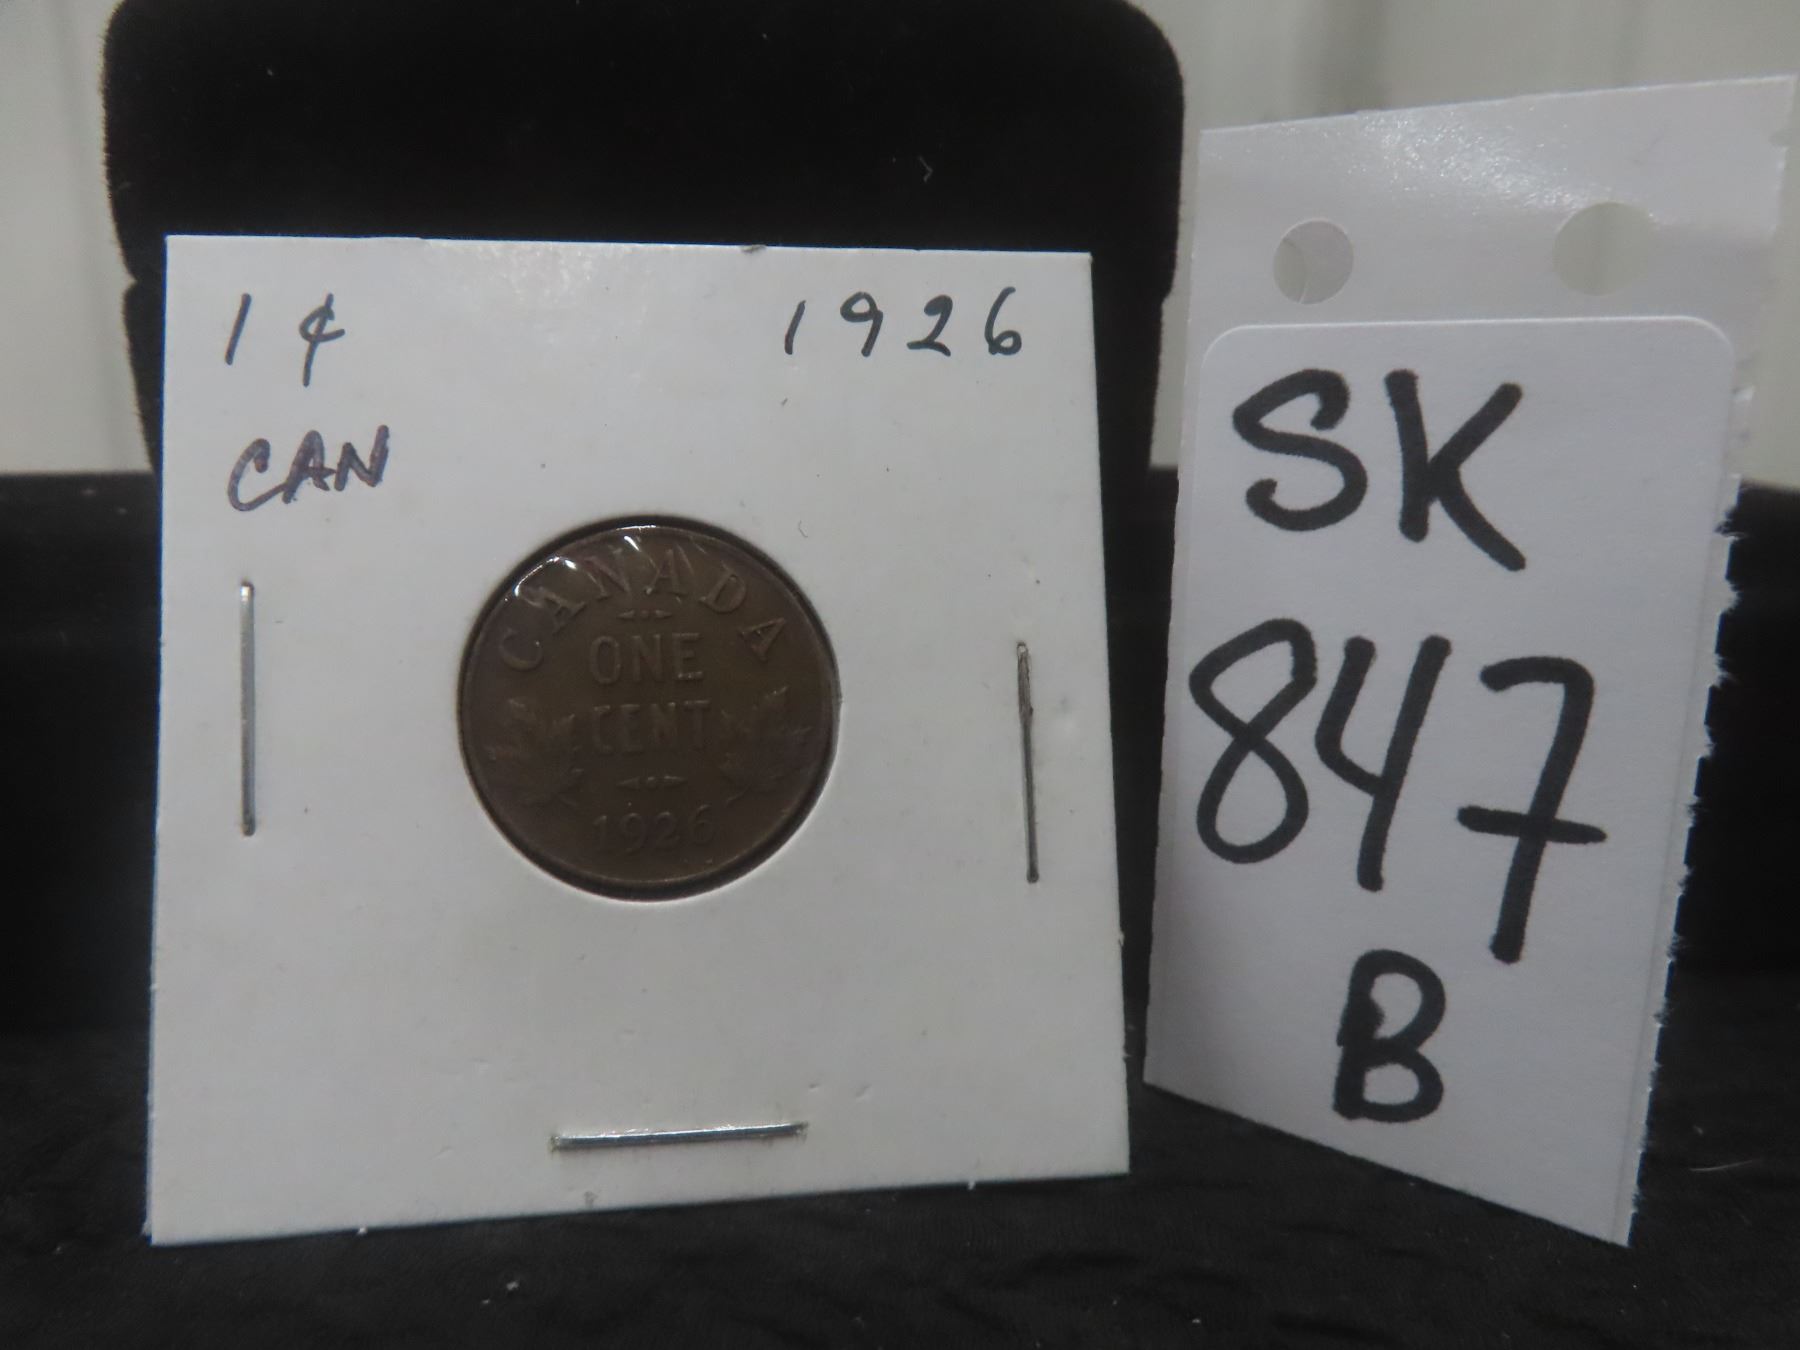 1¢ 1926
CAN
CANADA
ONE
CENT
1926
SK
847
B